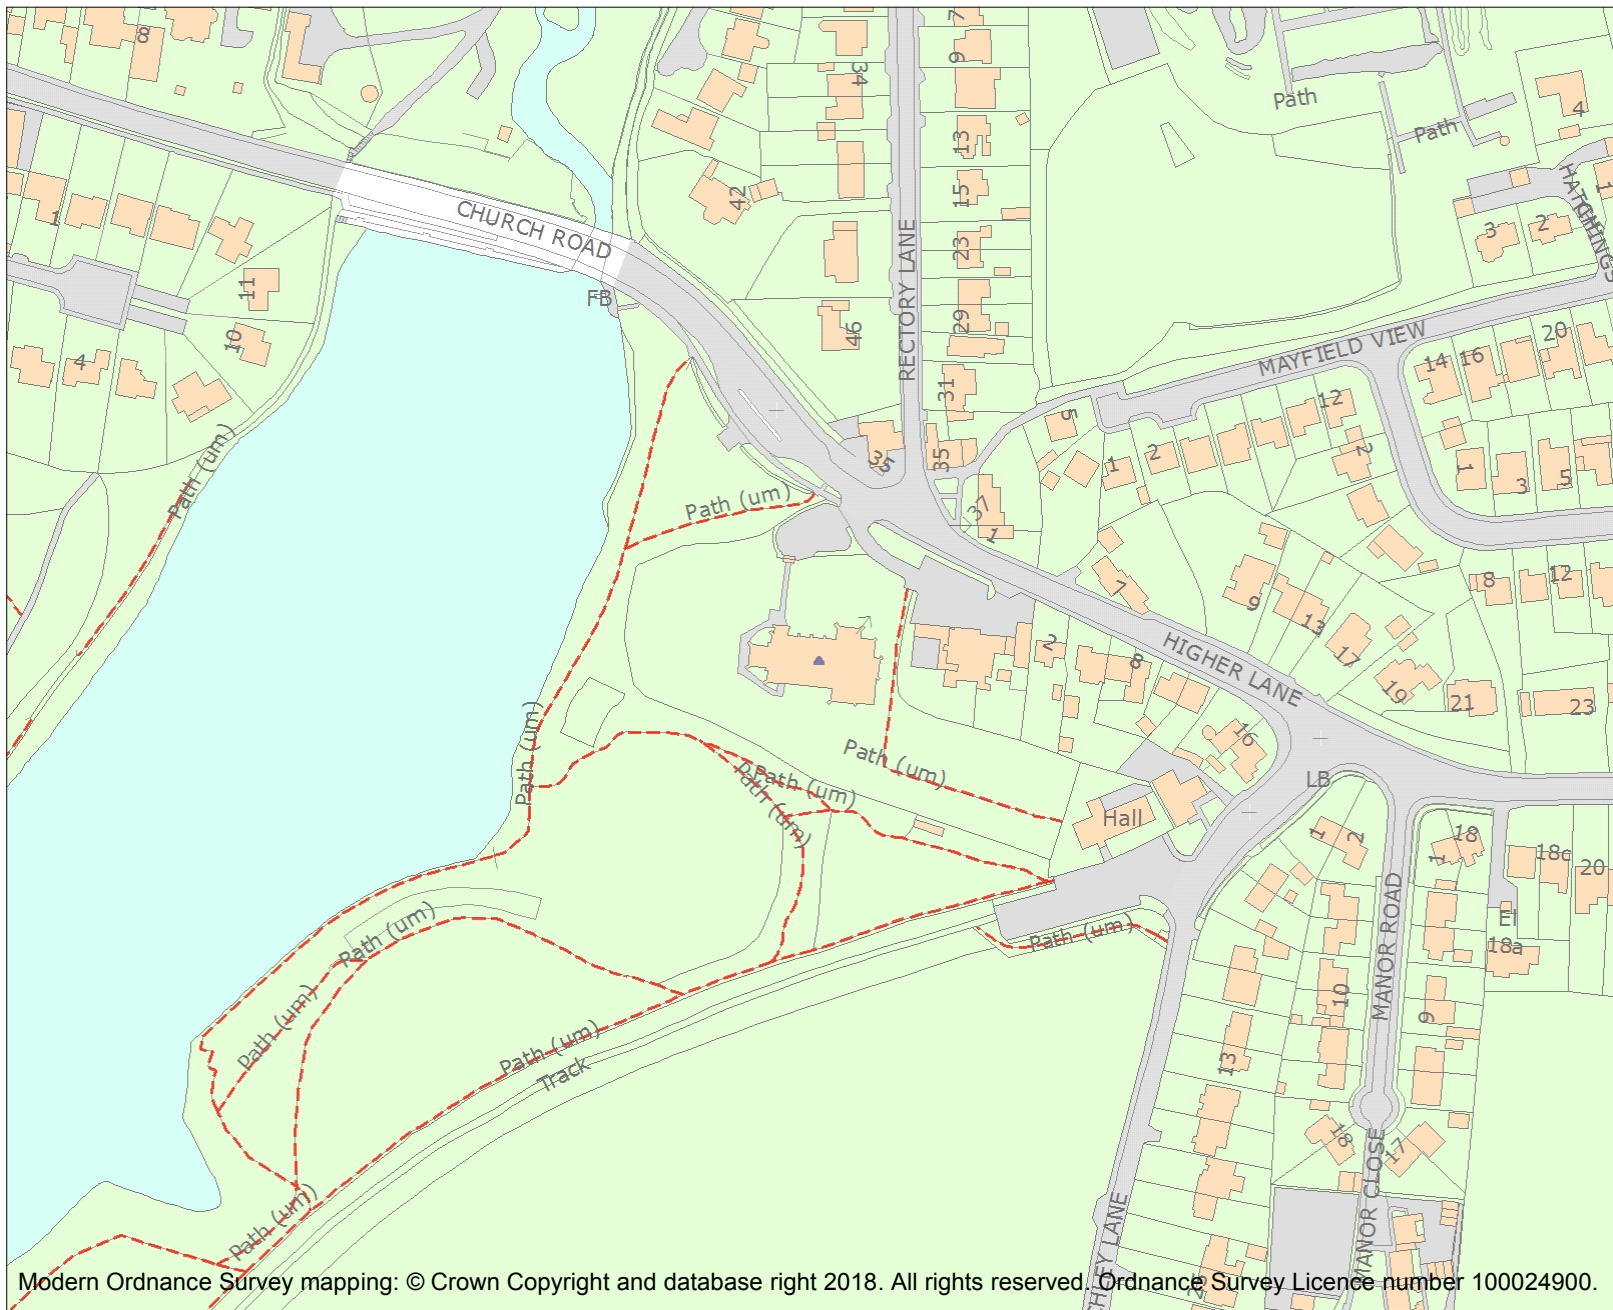 8
7
9
34
13
15
42
23
29
46
31
35
35
37
1
CHURCH ROAD
FB
RECTORY LANE
Path
Path
4
1
HATCHINGS
3
2
MAYFIELD VIEW
14
16
20
12
5
1
2
2
1
3
5
1
11
10
4
Path (um)
Path (um)
7
9
13
17
19
21
23
8
12
HIGHER LANE
2
8
16
LB
Path (um)
Path (um)
Path (um)
Path (um)
Hall
1
2
1
18
18c
20
El
18a
MANOR ROAD
Path (um)
Path (um)
Path (um)
Path (um)
Track
10
9
13
18
17
MANOR CLOSE
Path (um)
Modern Ordnance Survey mapping: © Crown Copyright and database right 2018. All rights reserved. Ordnance Survey Licence number 100024900.